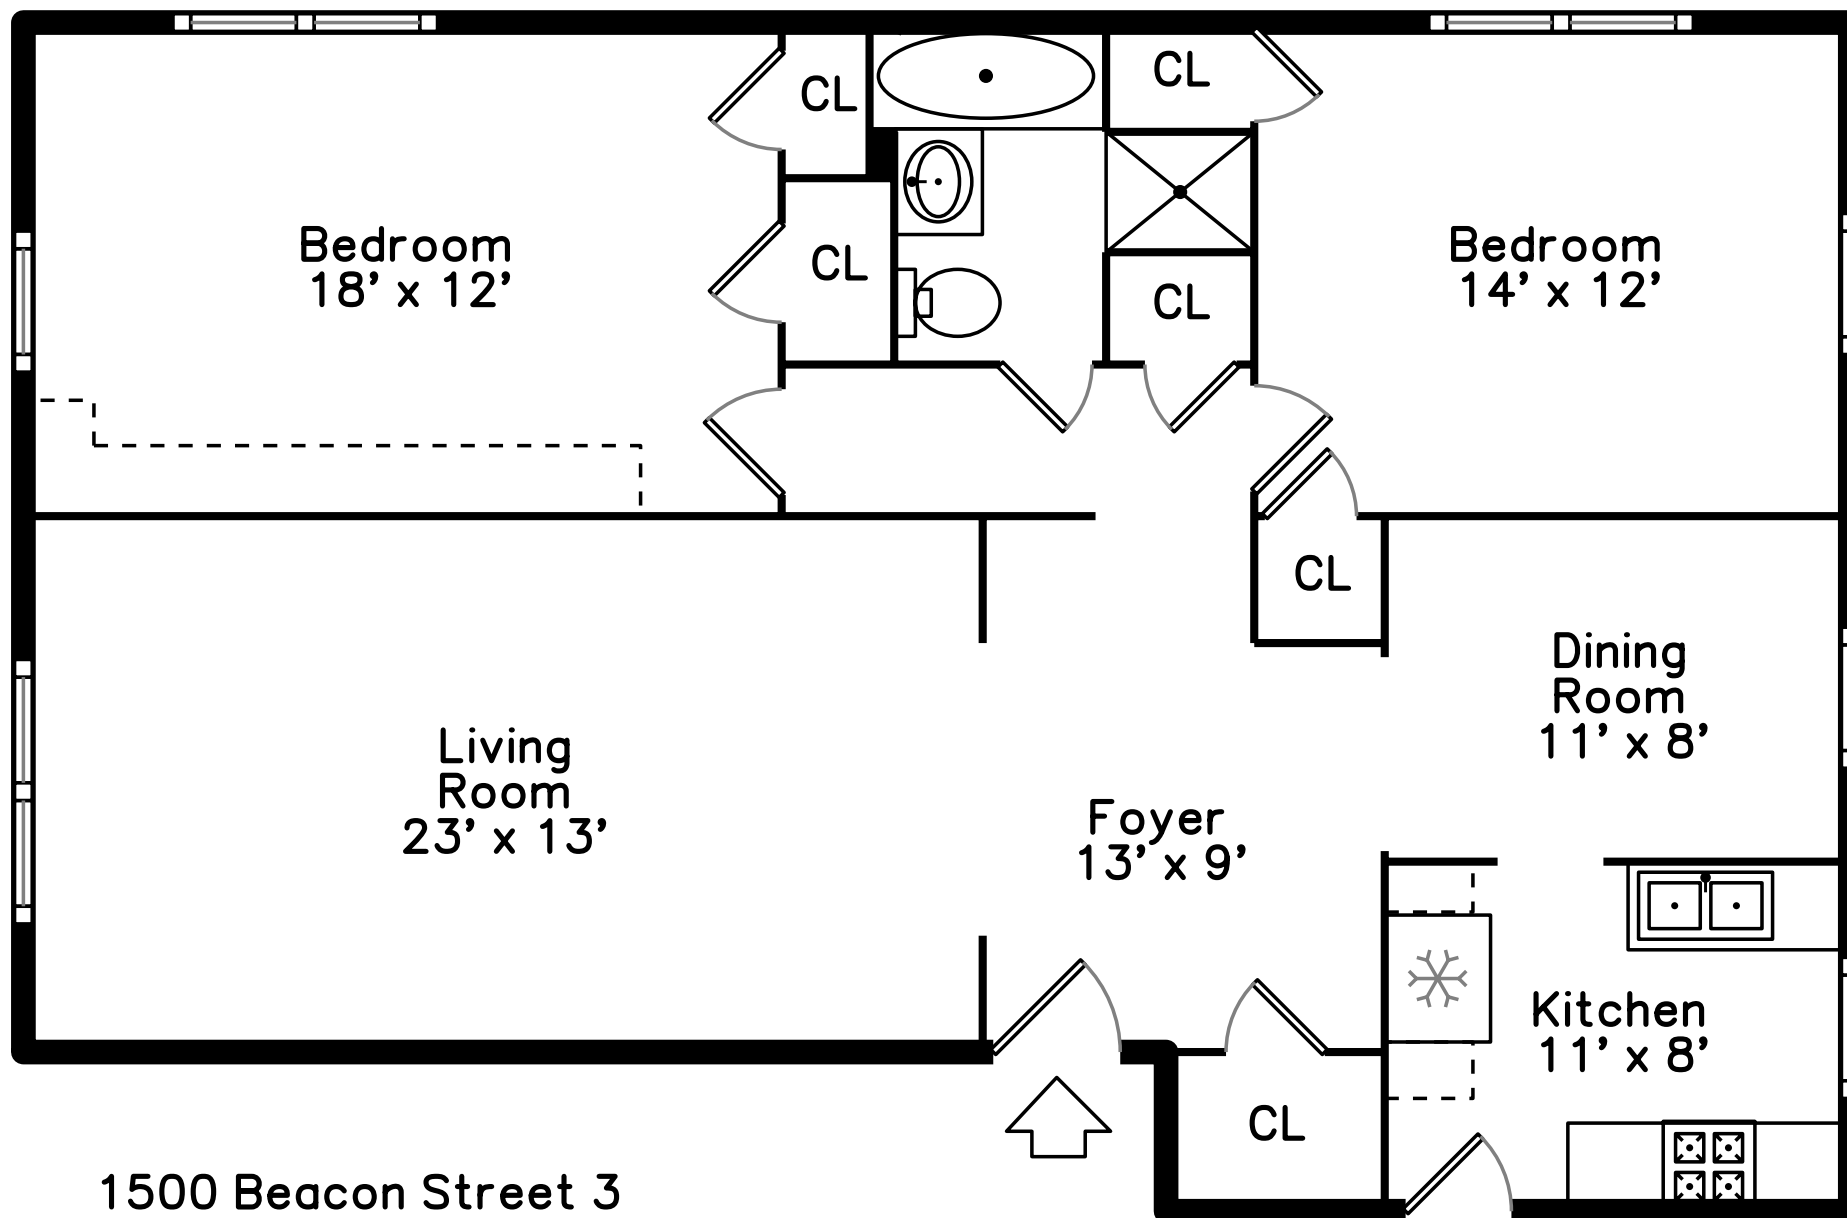 CL
CL
Bedroom
18' x 12'
CL
CL
Bedroom
14' x 12'
CL
Living
Room
23' x 13'
Foyer
13' x 9'
Dining
Room
11' x 8'
Kitchen
11' x 8'
CL
1500 Beacon Street 3